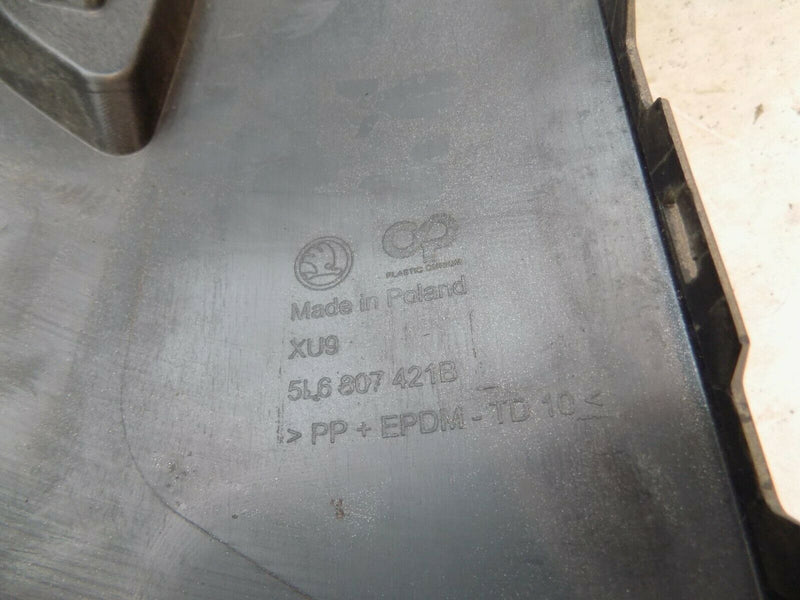 PLASTIC OMNIUM
Made in Poland
XU9
5L6 807 421B
> PP + EPDM - TD 10 <